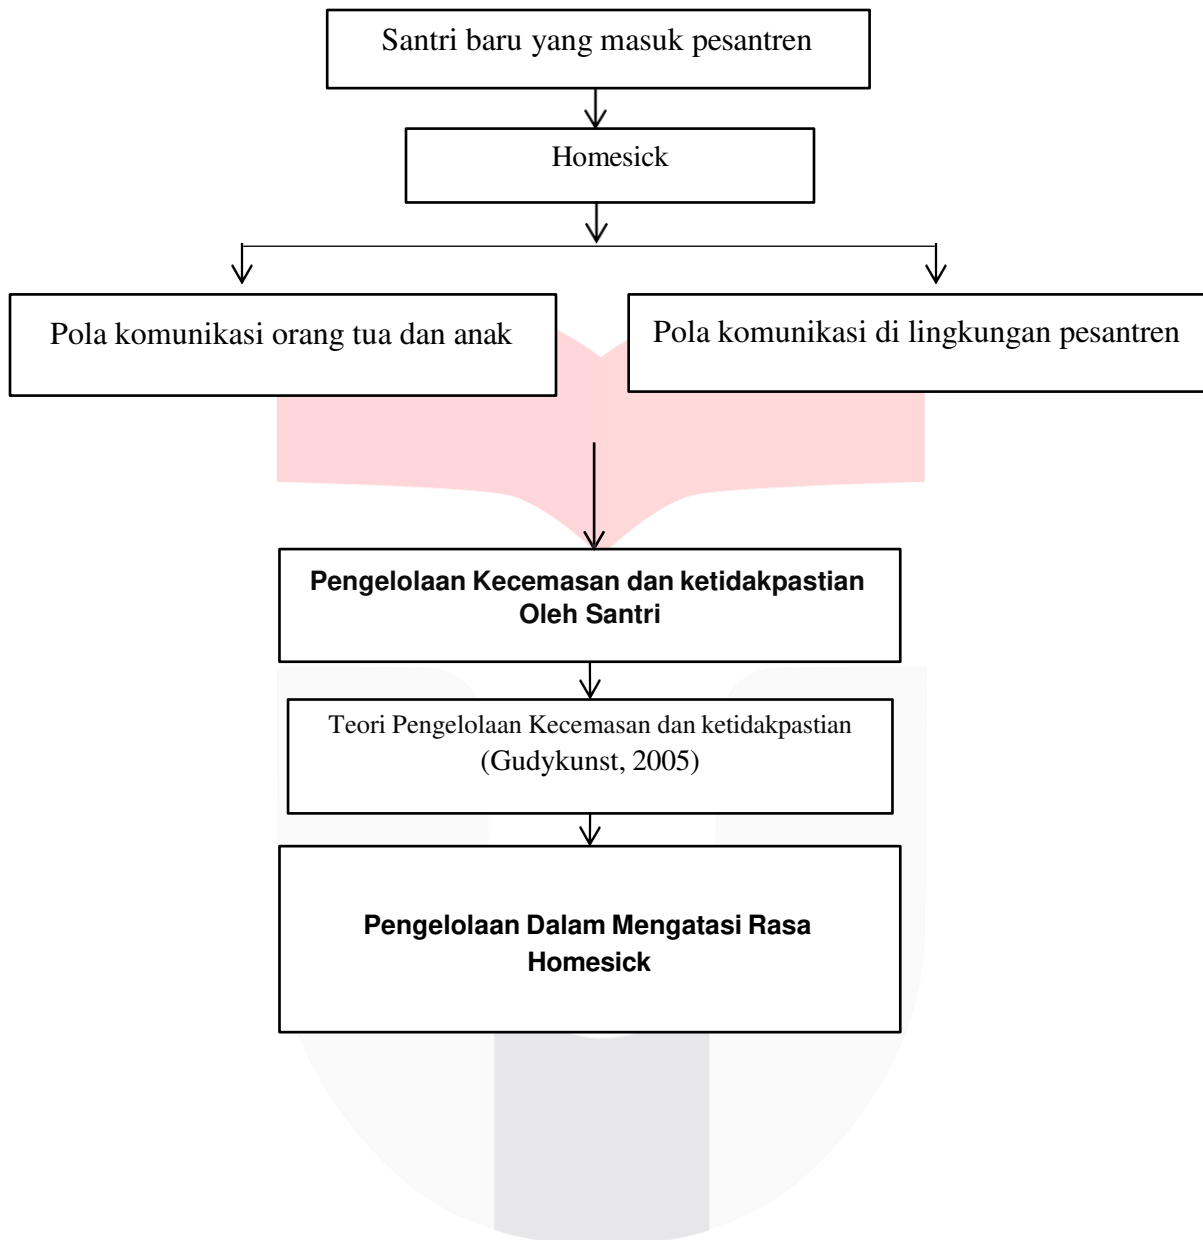 Santri baru yang masuk pesantren
Homesick
Pola komunikasi orang tua dan anak
Pola komunikasi di lingkungan pesantren
Pengelolaan Kecemasan dan ketidakpastian
Oleh Santri
Teori Pengelolaan Kecemasan dan ketidakpastian
(Gudykunst, 2005)
Pengelolaan Dalam Mengatasi Rasa
Homesick